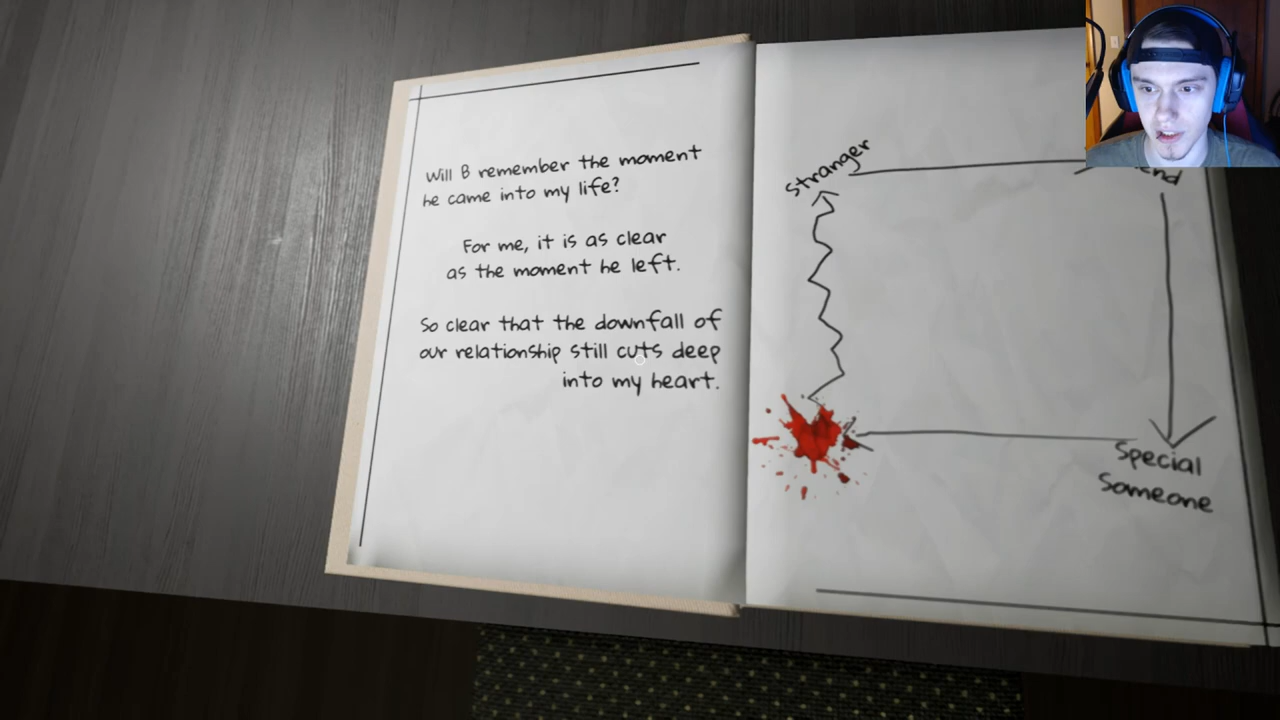 Will B remember the moment
he came into my life?
For me, it is as clear
as the moment he left.
So clear that the downfall of
our relationship still cuts deep
into my heart.
Stranger
Special
Someone